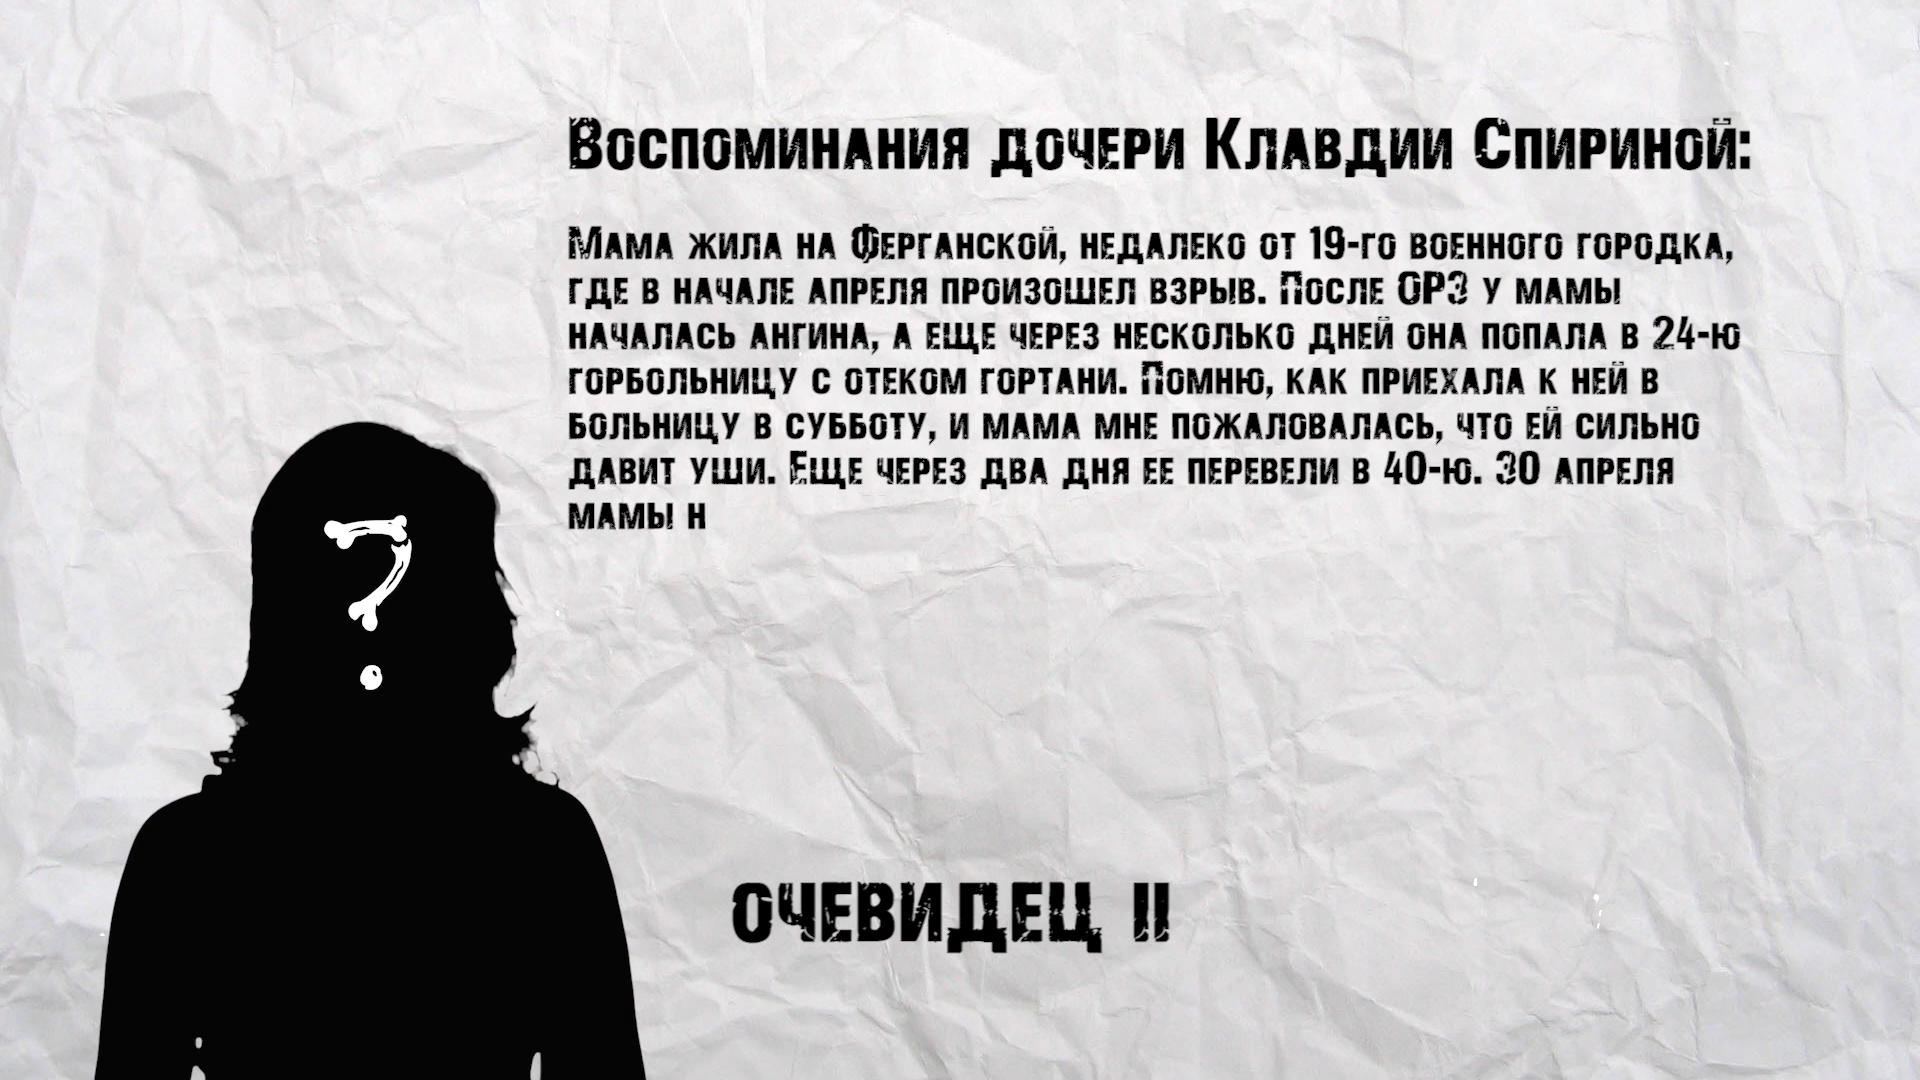 Воспоминания дочери Клавдии Спириной:
Мама жила на Ферганской, недалеко от 19-го военного городка,
где в начале апреля произошел взрыв. После ОРЗ у мамы
началась ангина, а еще через несколько дней она попала в 24-ю
горбольницу с отеком гортани. Помню, как приехала к ней в
больницу в субботу, и мама мне пожаловалась, что ей сильно
давит уши. Еще через два дня ее перевели в 40-ю. 30 апреля
мамы н
?
ОЧЕВИДЕЦ II